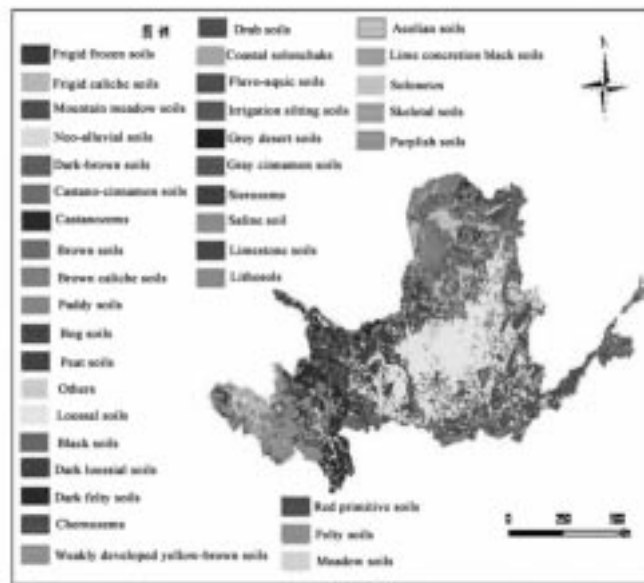 图 例
Frigid frozen soils
Frigid caliche soils
Mountain meadow soils
Neo-alluvial soils
Dark-brown soils
Castano-cinnamon soils
Castanozems
Brown soils
Brown caliche soils
Paddy soils
Bog soils
Peat soils
Others
Loessal soils
Black soils
Dark loessial soils
Dark felty soils
Chernozems
Weakly developed yellow-brown soils
Drab soils
Coastal solonchaks
Fluvo-aquic soils
Irrigation silting soils
Grey desert soils
Gray cinnamon soils
Sierozems
Saline soil
Limestone soils
Lithosols
Aeolian soils
Lime concretion black soils
Solonetzs
Skeletal soils
Purplish soils
Red primitive soils
Felty soils
Meadow soils
0 250